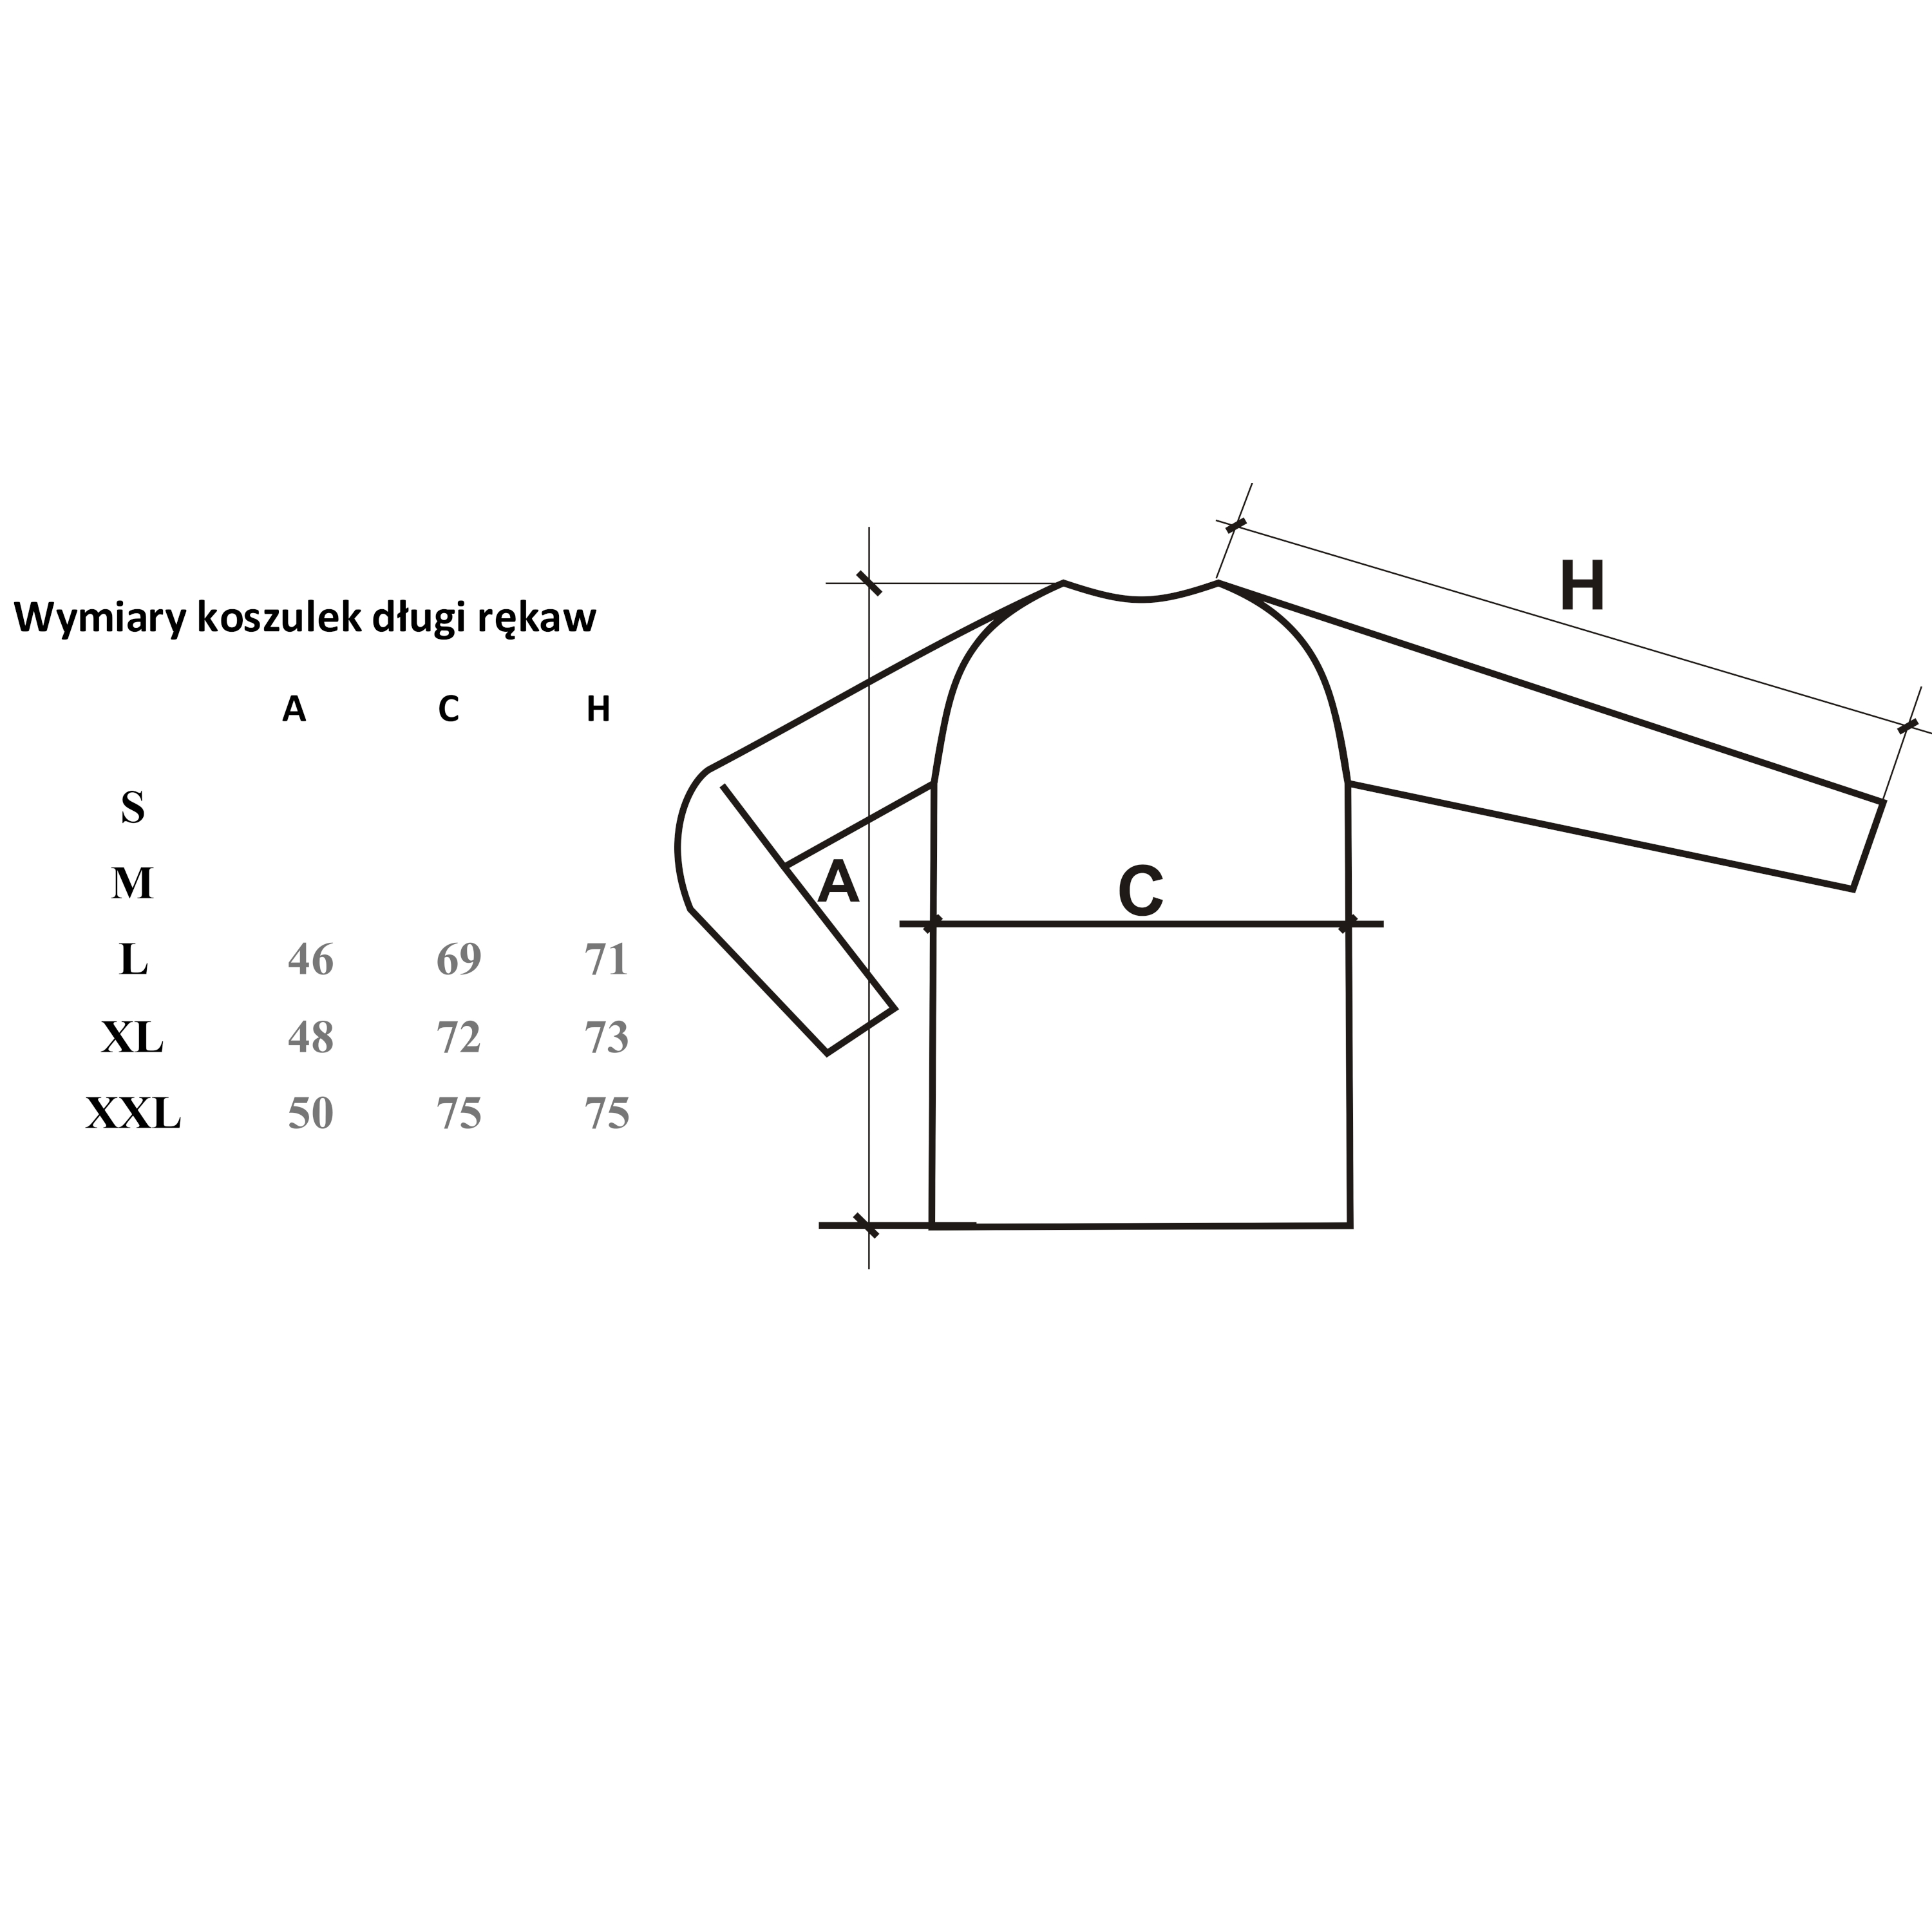 Wymiary koszulek długi rękaw
A C H
S
M
L 46 69 71
XL 48 72 73
XXL 50 75 75
H
A
C